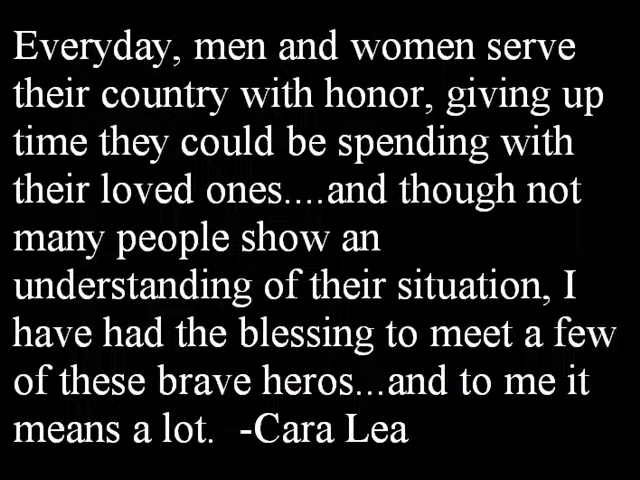 Everyday, men and women serve
their country with honor, giving up
time they could be spending with
their loved ones....and though not
many people show an
understanding of their situation, I
have had the blessing to meet a few
of these brave heros...and to me it
means a lot.  -Cara Lea